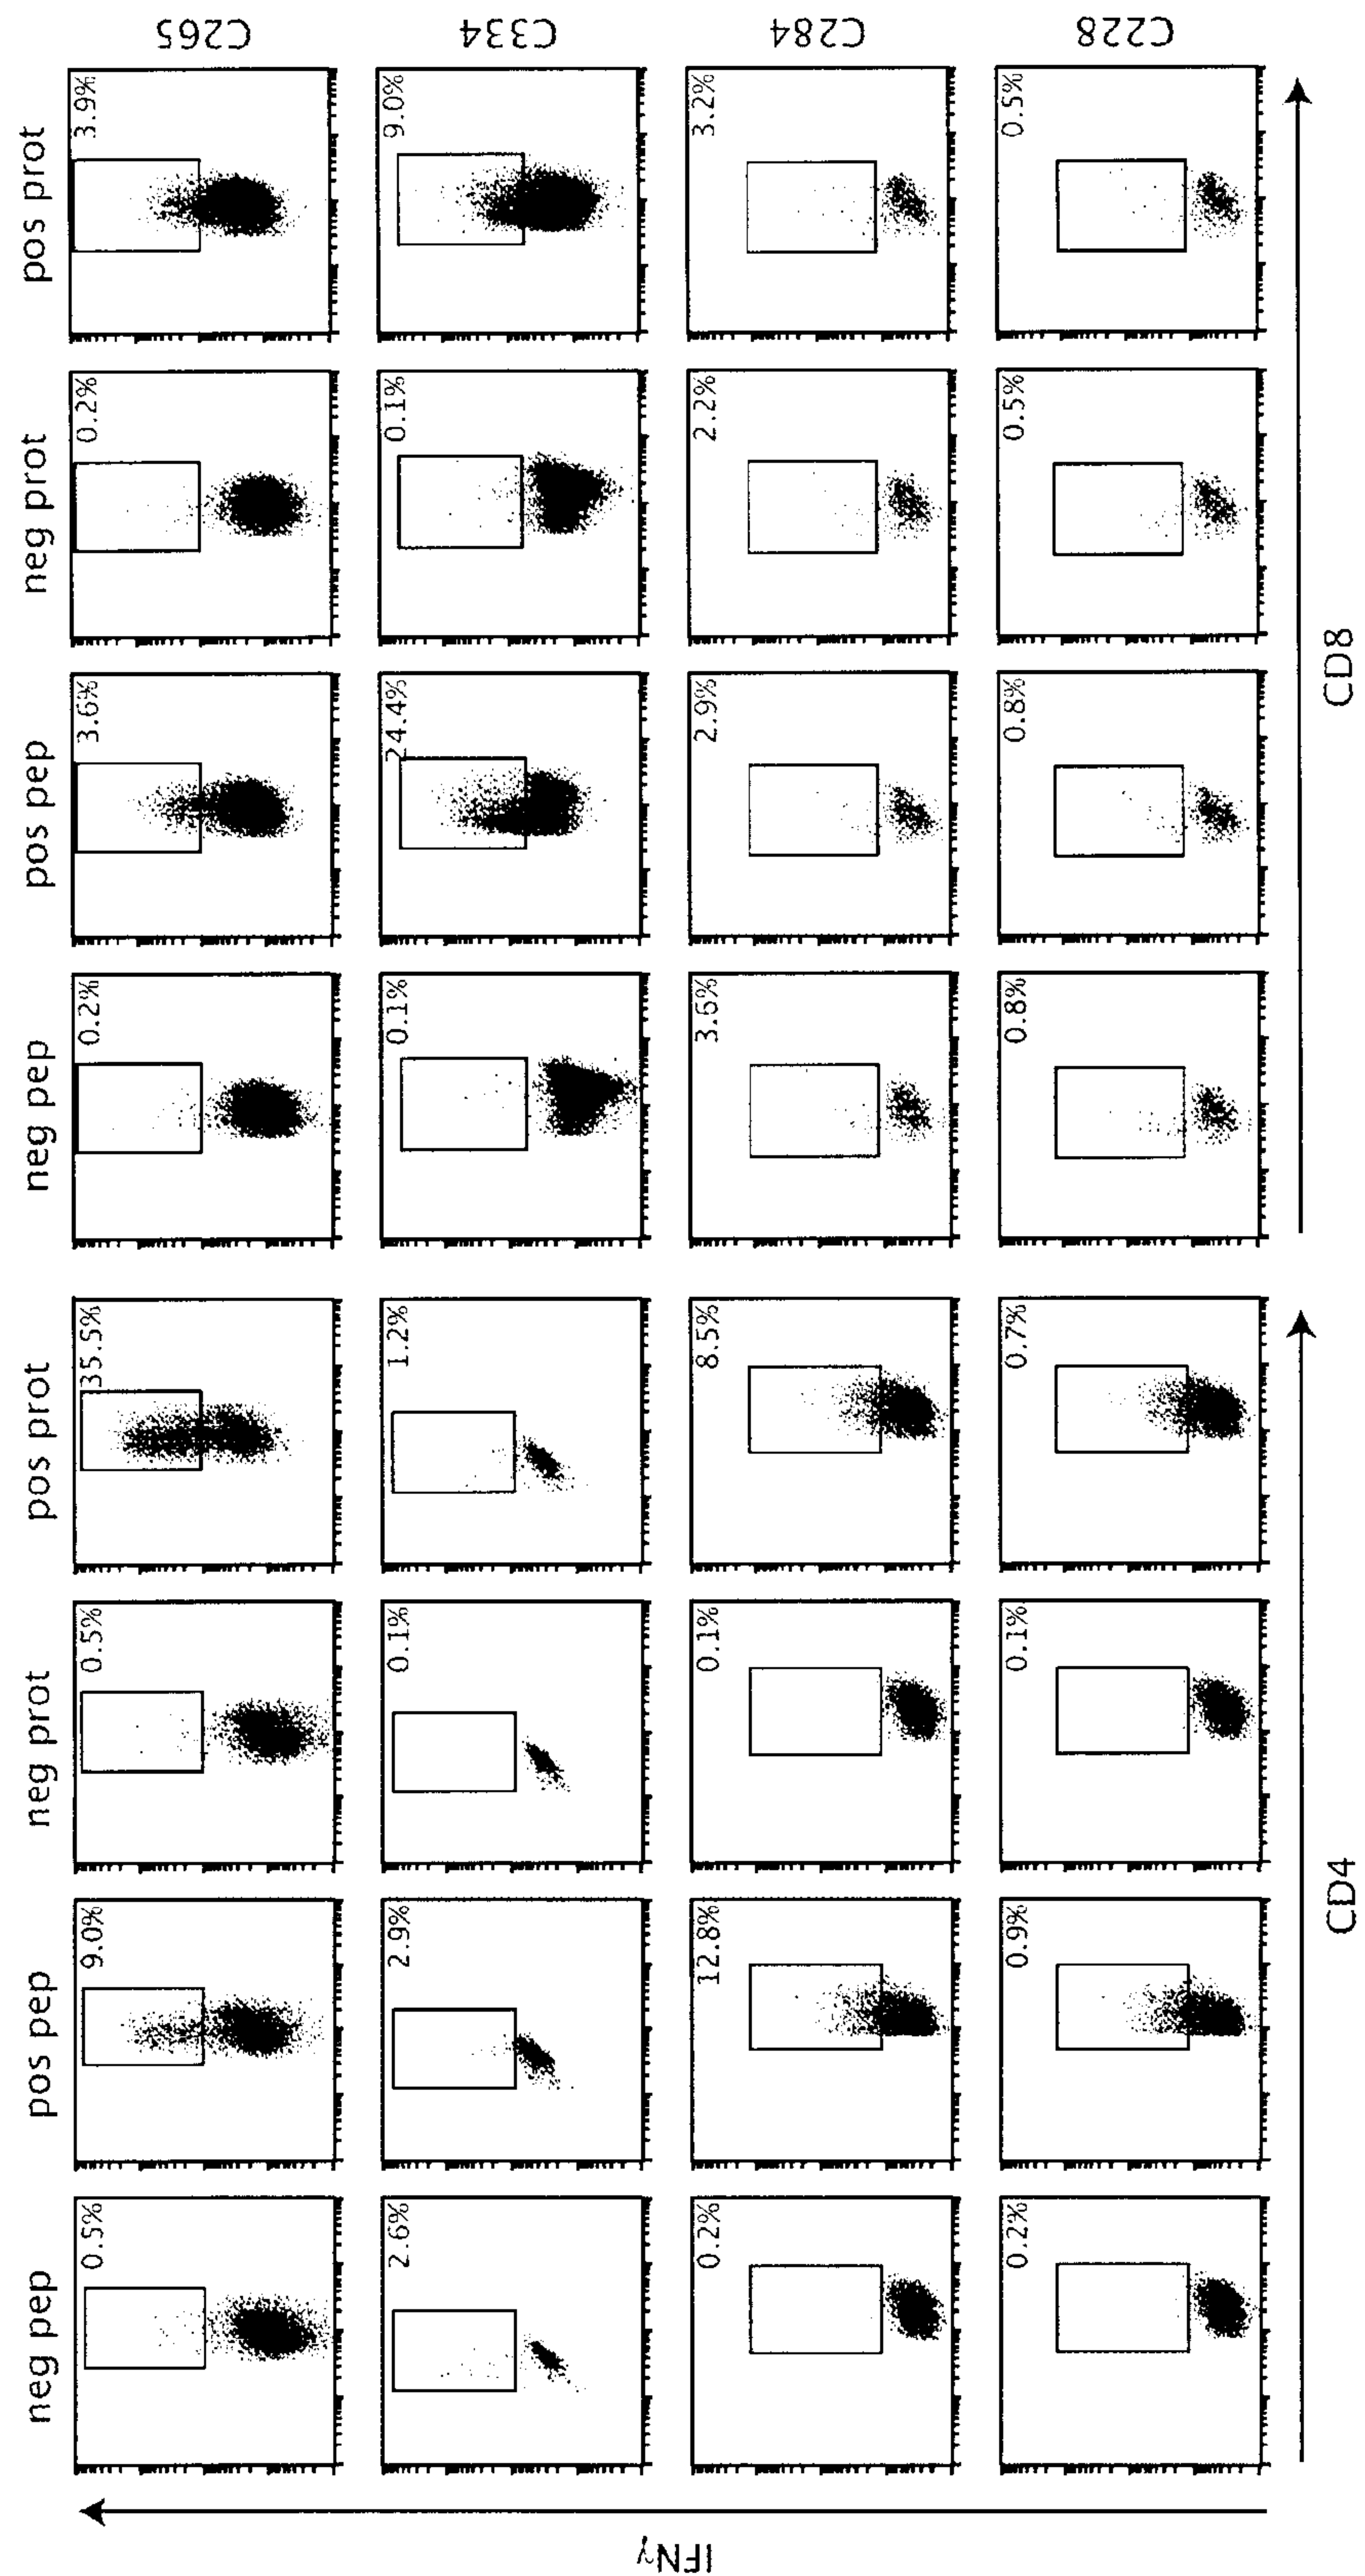 neg pep pos pep neg prot pos prot neg pep pos pep neg prot pos prot
0.5% 9.0% 0.5% 35.5% 0.2% 3.6% 0.2% 3.9% C265
2.6% 2.9% 0.1% 1.2% 0.1% 24.4% 0.1% 9.0% C334
0.2% 12.8% 0.1% 8.5% 3.6% 2.9% 2.2% 3.2% C284
0.2% 0.9% 0.1% 0.7% 0.8% 0.8% 0.5% 0.5% C228
IFNγ
CD4 CD8